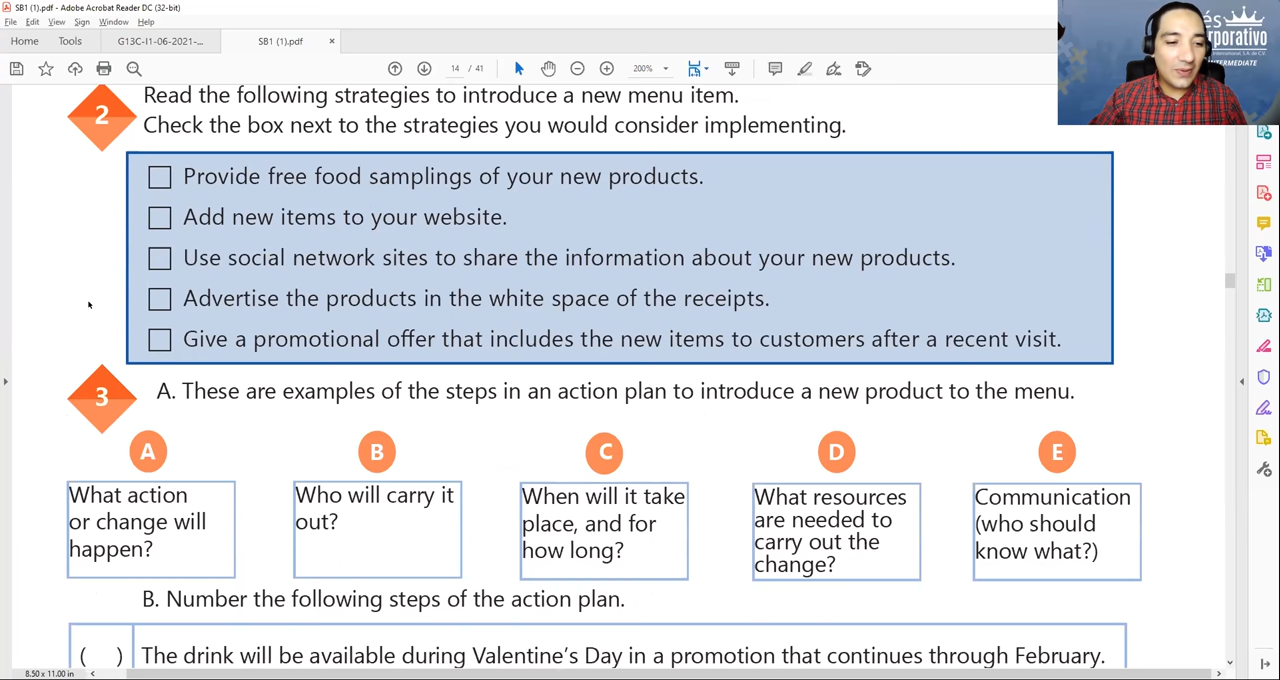 SB1 (1).pdf - Adobe Acrobat Reader DC (32-bit)
File Edit View Sign Window Help
Home Tools G13C-I1-06-2021-... SB1 (1).pdf ×
14 / 41 200%
és
rporativo
International, S.A. de C.V.
INTERMEDIATE
2
Read the following strategies to introduce a new menu item.
Check the box next to the strategies you would consider implementing.
Provide free food samplings of your new products.
Add new items to your website.
Use social network sites to share the information about your new products.
Advertise the products in the white space of the receipts.
Give a promotional offer that includes the new items to customers after a recent visit.
3
A. These are examples of the steps in an action plan to introduce a new product to the menu.
A B C D E
What action
or change will
happen?
Who will carry it
out?
When will it take
place, and for
how long?
What resources
are needed to
carry out the
change?
Communication
(who should
know what?)
B. Number the following steps of the action plan.
( ) The drink will be available during Valentine's Day in a promotion that continues through February.
8.50 x 11.00 in